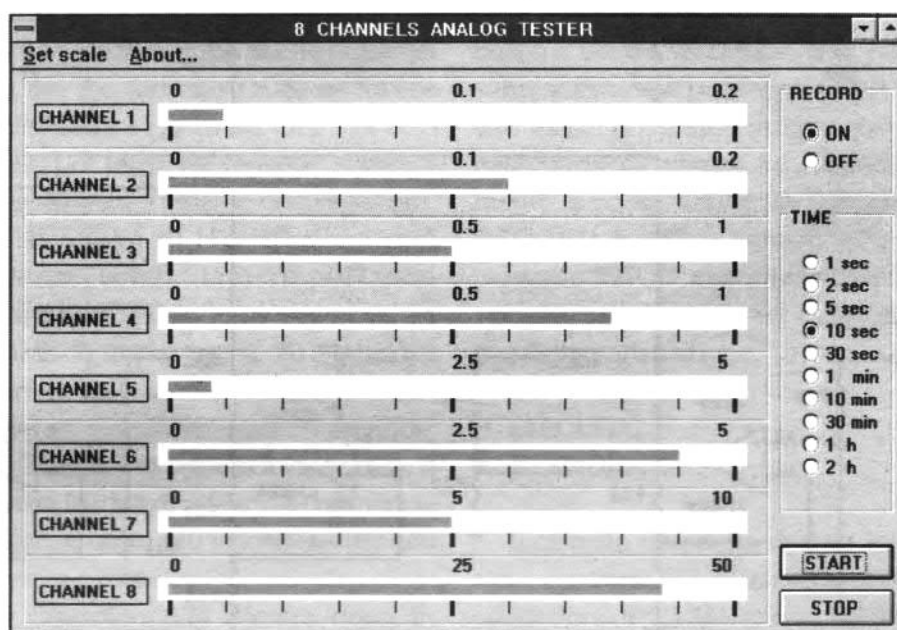 8 CHANNELS ANALOG TESTER
Set scale About...
0 0.1 0.2
CHANNEL 1
0 0.1 0.2
CHANNEL 2
0 0.5 1
CHANNEL 3
0 0.5 1
CHANNEL 4
0 2.5 5
CHANNEL 5
0 2.5 5
CHANNEL 6
0 5 10
CHANNEL 7
0 25 50
CHANNEL 8
RECORD
ON
OFF
TIME
1 sec
2 sec
5 sec
10 sec
30 sec
1 min
10 min
30 min
1 h
2 h
START
STOP